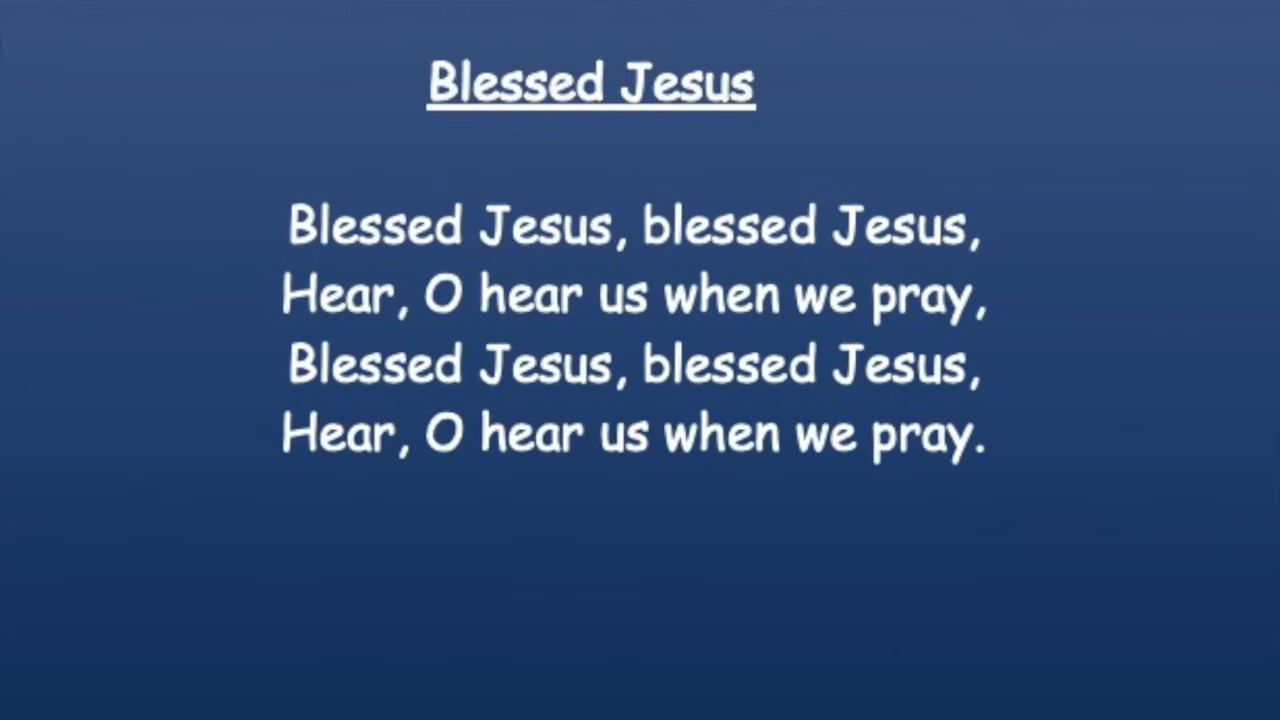 Blessed Jesus
Blessed Jesus, blessed Jesus,
Hear, O hear us when we pray,
Blessed Jesus, blessed Jesus,
Hear, O hear us when we pray.